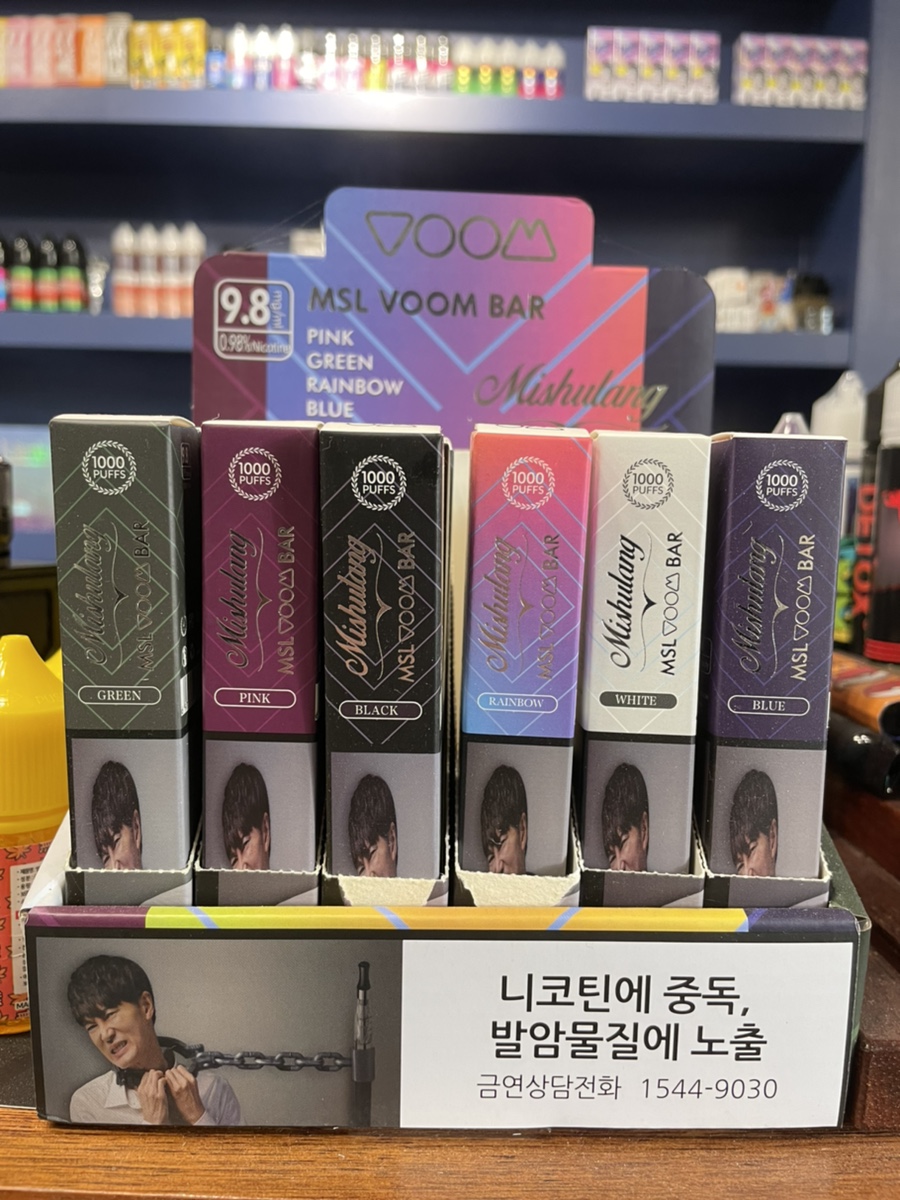 VOOM
9.8 mg/ml
0.98% Nicotine
MSL VOOM BAR
PINK
GREEN
RAINBOW
BLUE
Mishulang
1000
PUFFS
Mishulang
MSL VOOM BAR
GREEN
1000
PUFFS
Mishulang
MSL VOOM BAR
PINK
1000
PUFFS
Mishulang
MSL VOOM BAR
BLACK
1000
PUFFS
Mishulang
MSL VOOM BAR
RAINBOW
1000
PUFFS
Mishulang
MSL VOOM BAR
WHITE
1000
PUFFS
Mishulang
MSL VOOM BAR
BLUE
니코틴에 중독,
발암물질에 노출
금연상담전화 1544-9030